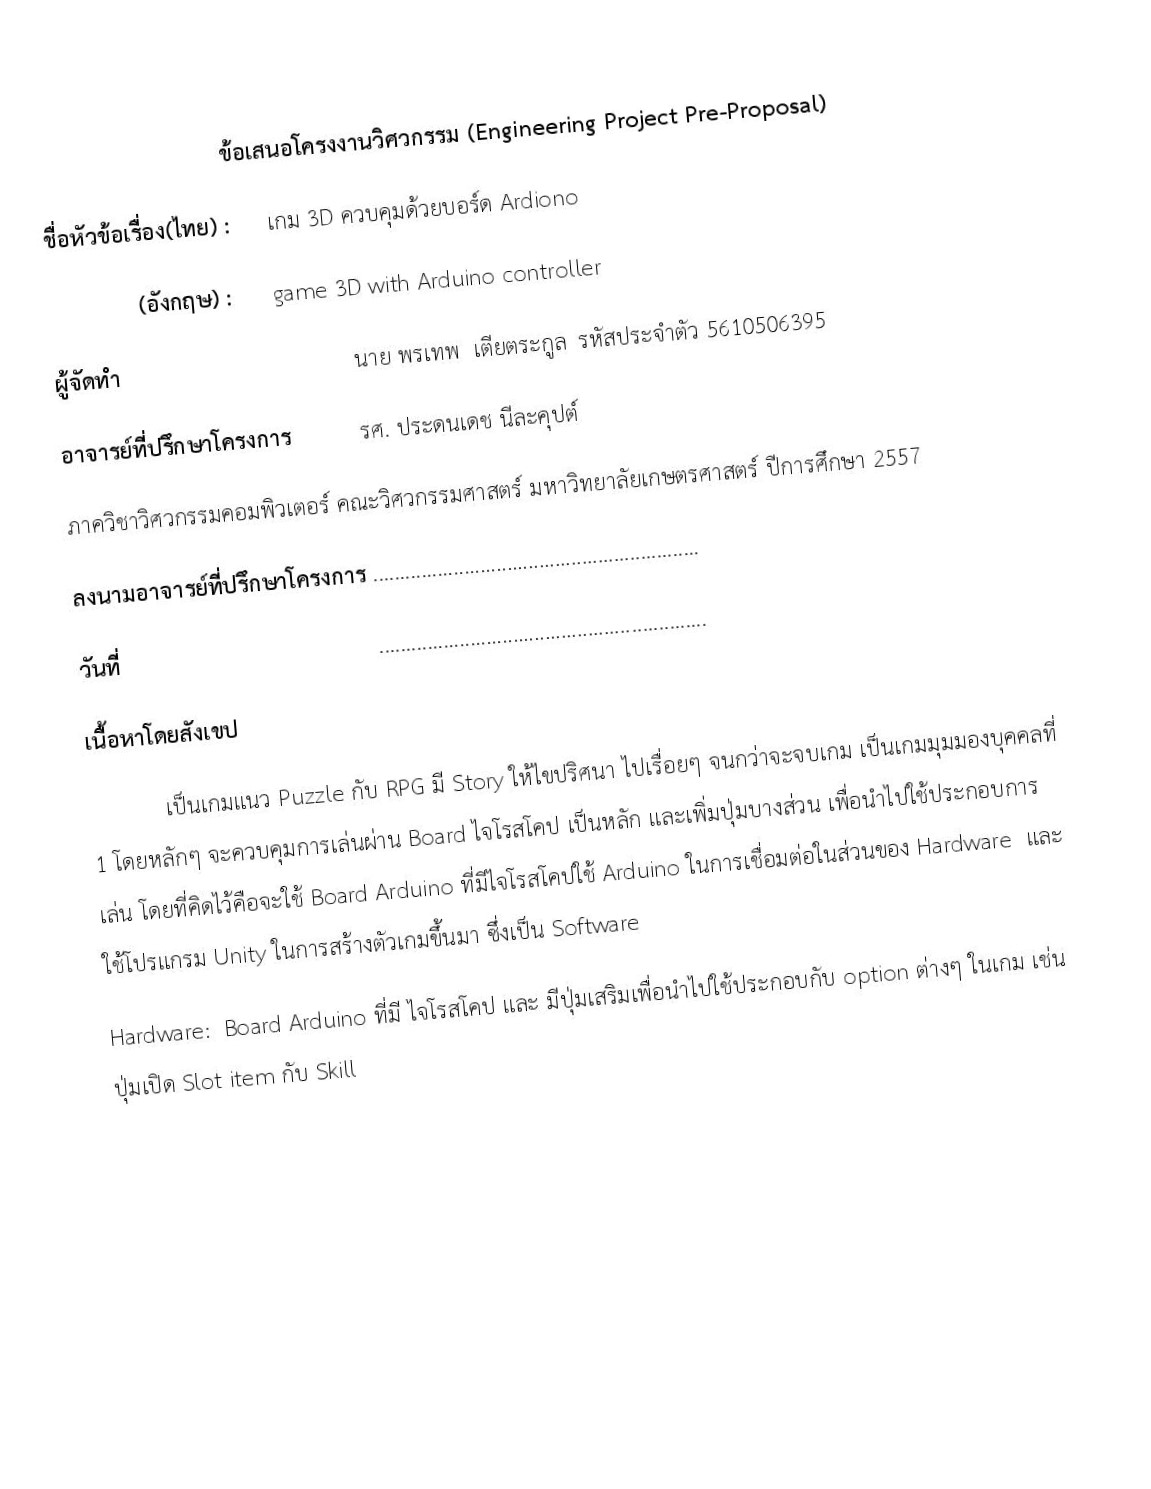 ข้อเสนอโครงงานวิศวกรรม (Engineering Project Pre-Proposal)
ชื่อหัวข้อเรื่อง(ไทย) : เกม 3D ควบคุมด้วยบอร์ด Ardiono
(อังกฤษ) : game 3D with Arduino controller
ผู้จัดทำ นาย พรเทพ เตียตระกูล รหัสประจำตัว 5610506395
อาจารย์ที่ปรึกษาโครงการ รศ. ประดนเดช นีละคุปต์
ภาควิชาวิศวกรรมคอมพิวเตอร์ คณะวิศวกรรมศาสตร์ มหาวิทยาลัยเกษตรศาสตร์ ปีการศึกษา 2557
ลงนามอาจารย์ที่ปรึกษาโครงการ ............................................................
วันที่ ............................................................
เนื้อหาโดยสังเขป
เป็นเกมแนว Puzzle กับ RPG มี Story ให้ไขปริศนา ไปเรื่อยๆ จนกว่าจะจบเกม เป็นเกมมุมมองบุคคลที่
1 โดยหลักๆ จะควบคุมการเล่นผ่าน Board ไจโรสโคป เป็นหลัก และเพิ่มปุ่มบางส่วน เพื่อนำไปใช้ประกอบการ
เล่น โดยที่คิดไว้คือจะใช้ Board Arduino ที่มีไจโรสโคปใช้ Arduino ในการเชื่อมต่อในส่วนของ Hardware และ
ใช้โปรแกรม Unity ในการสร้างตัวเกมขึ้นมา ซึ่งเป็น Software
Hardware: Board Arduino ที่มี ไจโรสโคป และ มีปุ่มเสริมเพื่อนำไปใช้ประกอบกับ option ต่างๆ ในเกม เช่น
ปุ่มเปิด Slot item กับ Skill